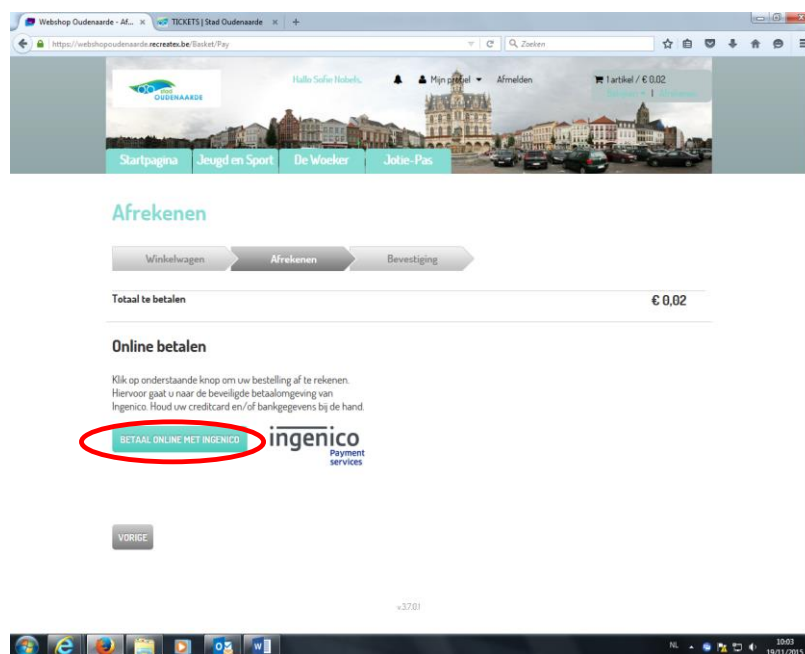 Webshop Oudenaarde - Af... ×
TICKETS | Stad Oudenaarde ×
+
https://webshopoudenaarde.recreatex.be/Basket/Pay
Zoeken
stad
OUDENAARDE
Hallo Sofie Nobels,
Mijn profiel
Afmelden
1 artikel / € 0,02
| Afrekenen
Startpagina
Jeugd en Sport
De Woeker
Jotie-Pas
Afrekenen
Winkelwagen
Afrekenen
Bevestiging
Totaal te betalen
€ 0,02
Online betalen
Klik op onderstaande knop om uw bestelling af te rekenen.
Hiervoor gaat u naar de beveiligde betaalomgeving van
Ingenico. Houd uw creditcard en/of bankgegevens bij de hand.
BETAAL ONLINE MET INGENICO
ingenico
Payment
services
VORIGE
v.3.7.0.1
NL
10:03
19/11/2015